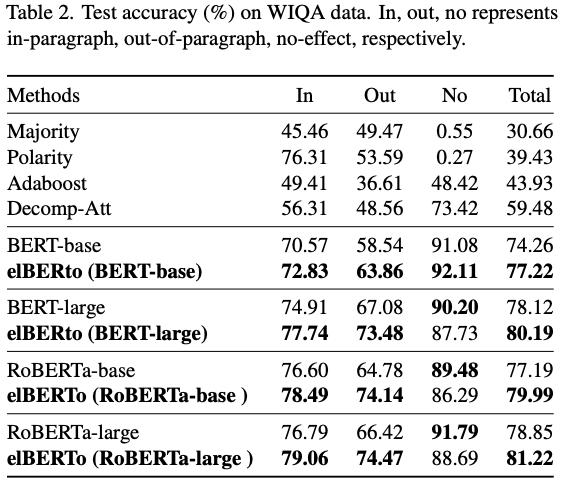 Table 2. Test accuracy (%) on WIQA data. In, out, no represents
in-paragraph, out-of-paragraph, no-effect, respectively.
Methods In Out No Total
Majority 45.46 49.47 0.55 30.66
Polarity 76.31 53.59 0.27 39.43
Adaboost 49.41 36.61 48.42 43.93
Decomp-Att 56.31 48.56 73.42 59.48
BERT-base 70.57 58.54 91.08 74.26
elBERto (BERT-base) 72.83 63.86 92.11 77.22
BERT-large 74.91 67.08 90.20 78.12
elBERto (BERT-large) 77.74 73.48 87.73 80.19
RoBERTa-base 76.60 64.78 89.48 77.19
elBERTo (RoBERTa-base ) 78.49 74.14 86.29 79.99
RoBERTa-large 76.79 66.42 91.79 78.85
elBERTo (RoBERTa-large ) 79.06 74.47 88.69 81.22